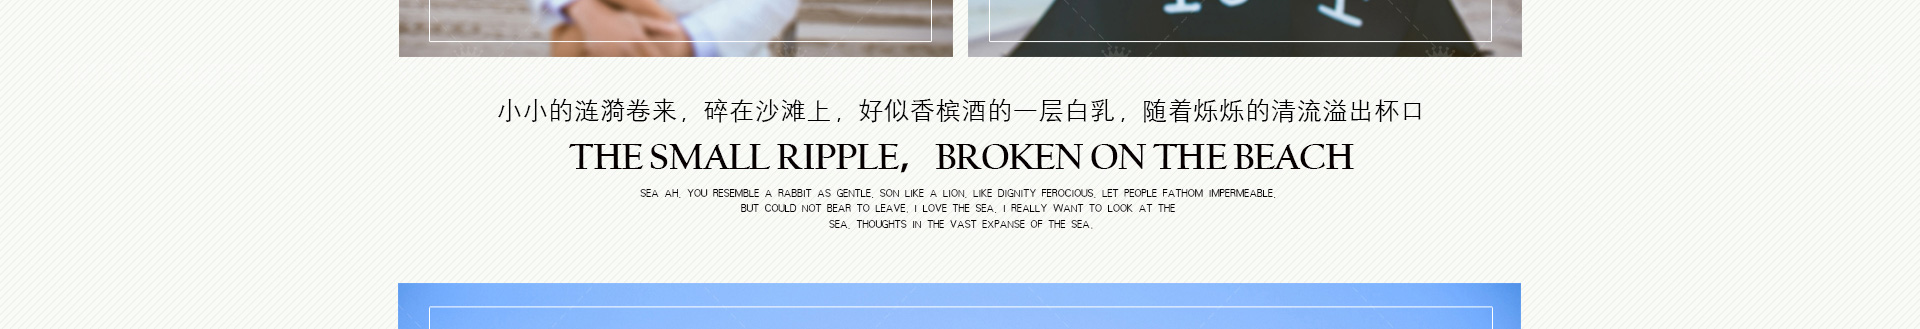 小小的涟漪卷来，碎在沙滩上，好似香槟酒的一层白乳，随着烁烁的清流溢出杯口
THE SMALL RIPPLE， BROKEN ON THE BEACH
SEA AH, YOU RESEMBLE A RABBIT AS GENTLE, SON LIKE A LION, LIKE DIGNITY FEROCIOUS, LET PEOPLE FATHOM IMPERMEABLE,
BUT COULD NOT BEAR TO LEAVE, I LOVE THE SEA, I REALLY WANT TO LOOK AT THE
SEA, THOUGHTS IN THE VAST EXPANSE OF THE SEA,